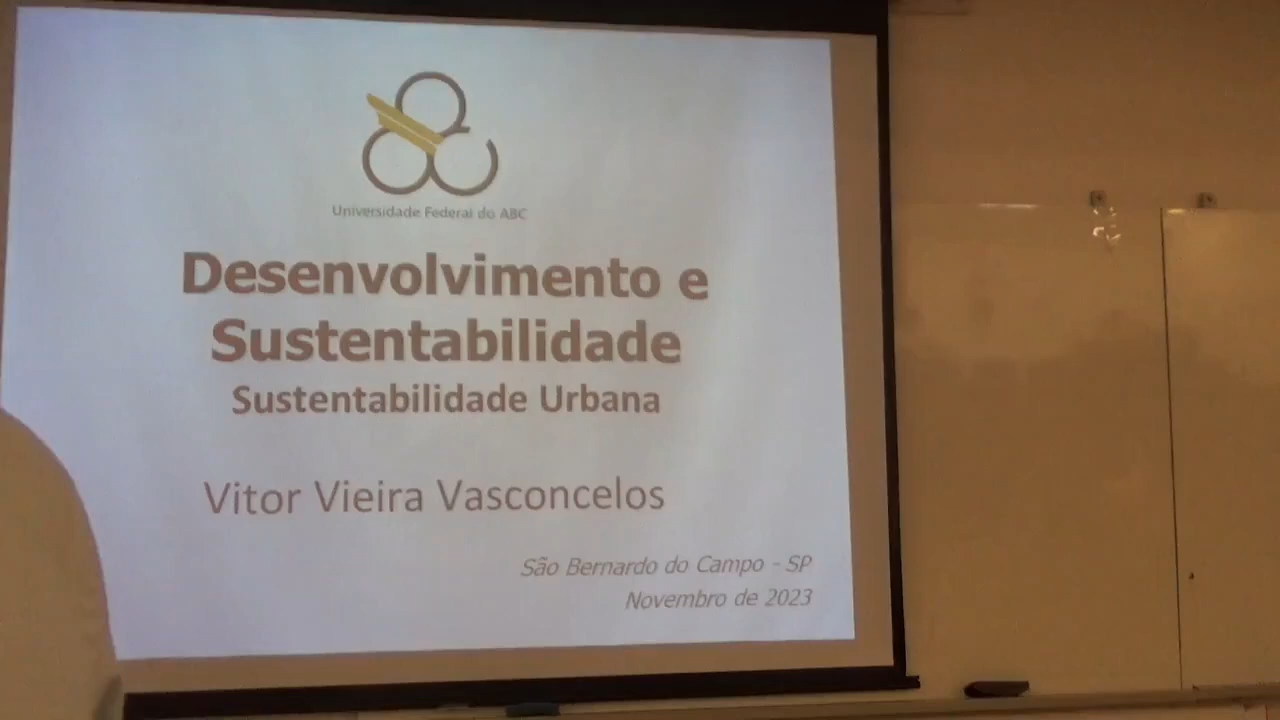 Universidade Federal do ABC
Desenvolvimento e
Sustentabilidade
Sustentabilidade Urbana
Vitor Vieira Vasconcelos
São Bernardo do Campo - SP
Novembro de 2023